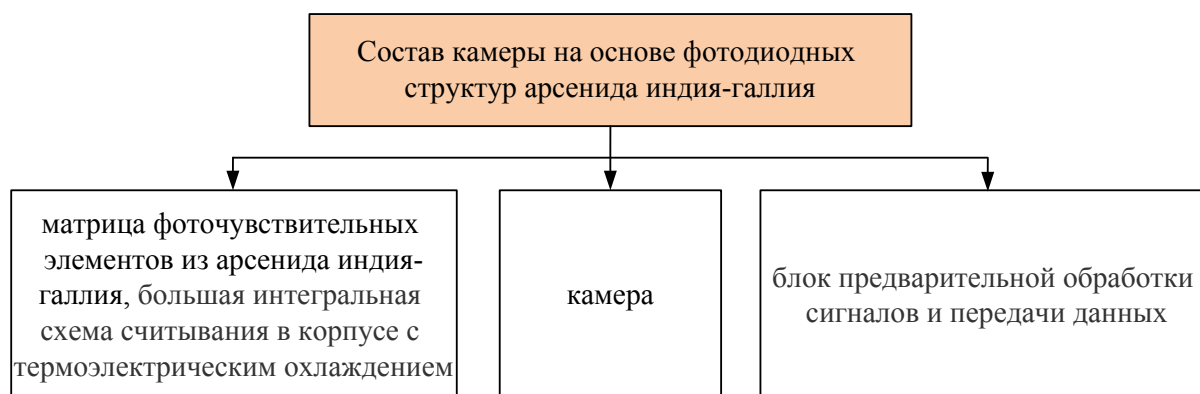 Состав камеры на основе фотодиодных
структур арсенида индия-галлия
матрица фоточувствительных
элементов из арсенида индия-
галлия, большая интегральная
схема считывания в корпусе с
термоэлектрическим охлаждением
камера
блок предварительной обработки
сигналов и передачи данных